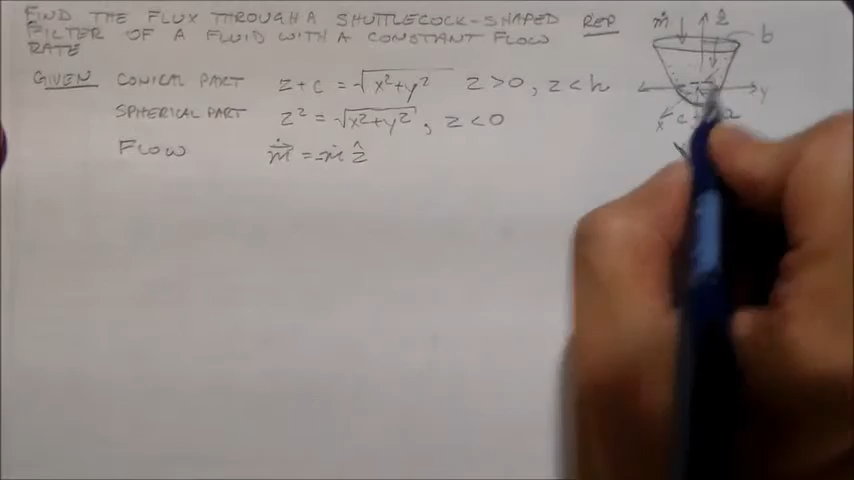 FIND THE FLUX THROUGH A SHUTTLECOCK-SHAPED REP
FILTER OF A FLUID WITH A CONSTANT FLOW
RATE
GIVEN CONICAL PART z + c = √x²+y² z > 0, z < h
SPHERICAL PART z² = √x²+y², z < 0
FLOW ṁ⃗ = -ṁ ẑ
ṁ ẑ
b
y
x c a